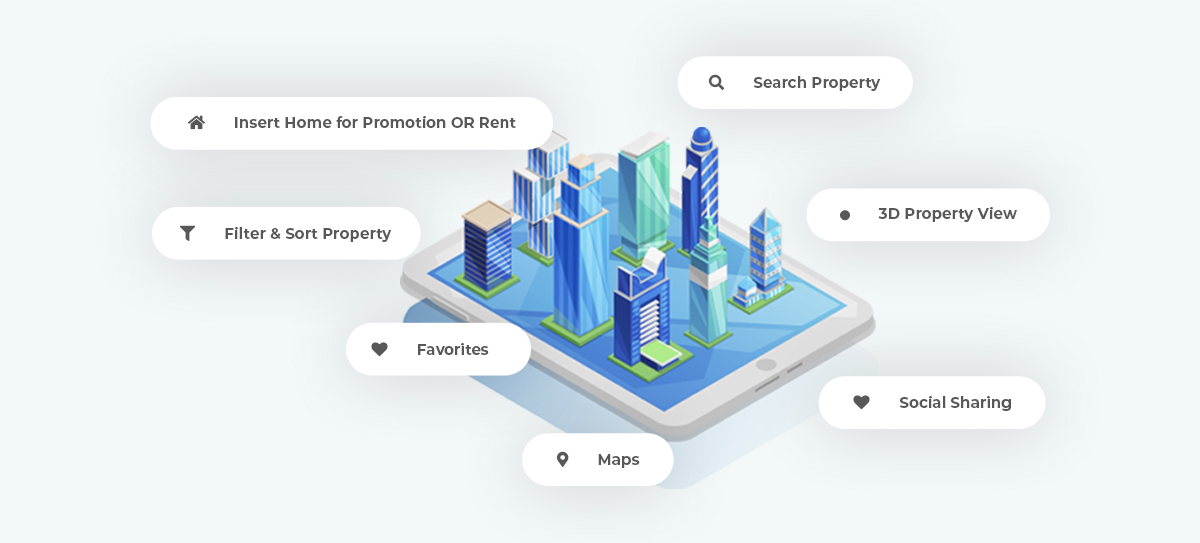 Search Property
Insert Home for Promotion OR Rent
3D Property View
Filter & Sort Property
Favorites
Social Sharing
Maps